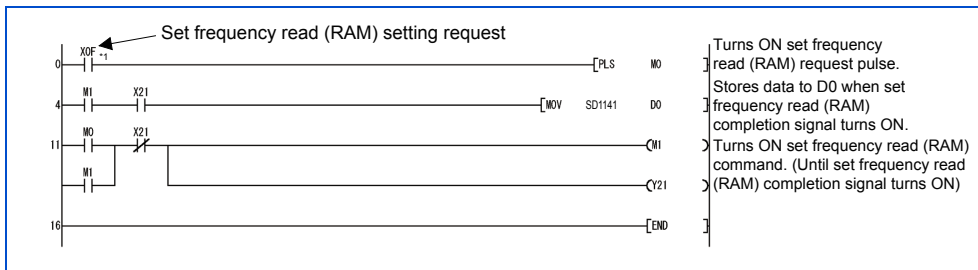 Set frequency read (RAM) setting request
X0F *1
0 [PLS M0 ]
Turns ON set frequency
read (RAM) request pulse.
M1 X21
4 [MOV SD1141 D0 ]
Stores data to D0 when set
frequency read (RAM)
completion signal turns ON.
M0 X21
11 (M1 )
Turns ON set frequency read (RAM)
command. (Until set frequency read
(RAM) completion signal turns ON)
M1
(Y21 )
16 [END ]